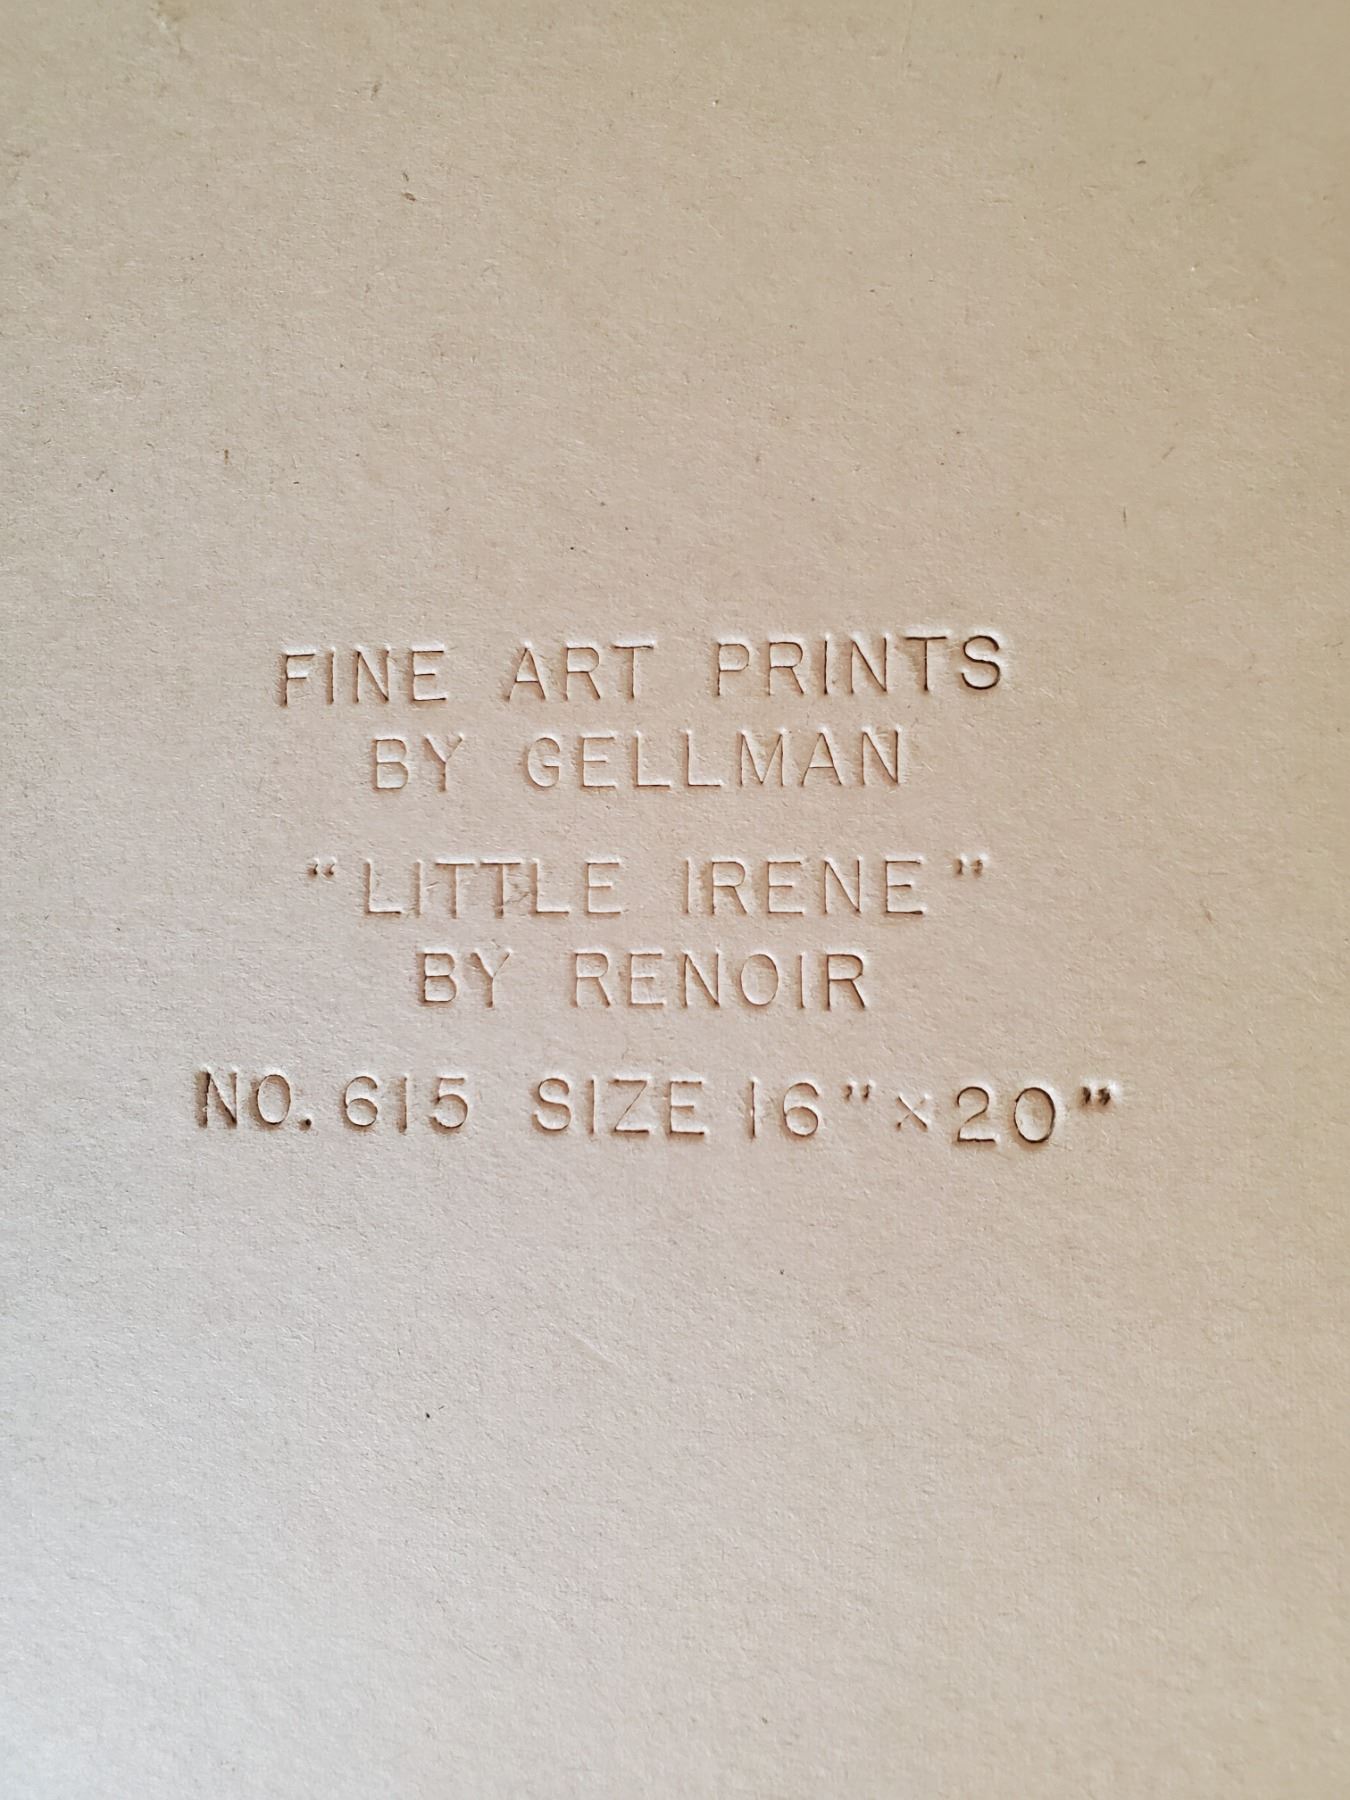 FINE ART PRINTS
BY GELLMAN
“LITTLE IRENE”
BY RENOIR
NO. 615 SIZE 16”×20”